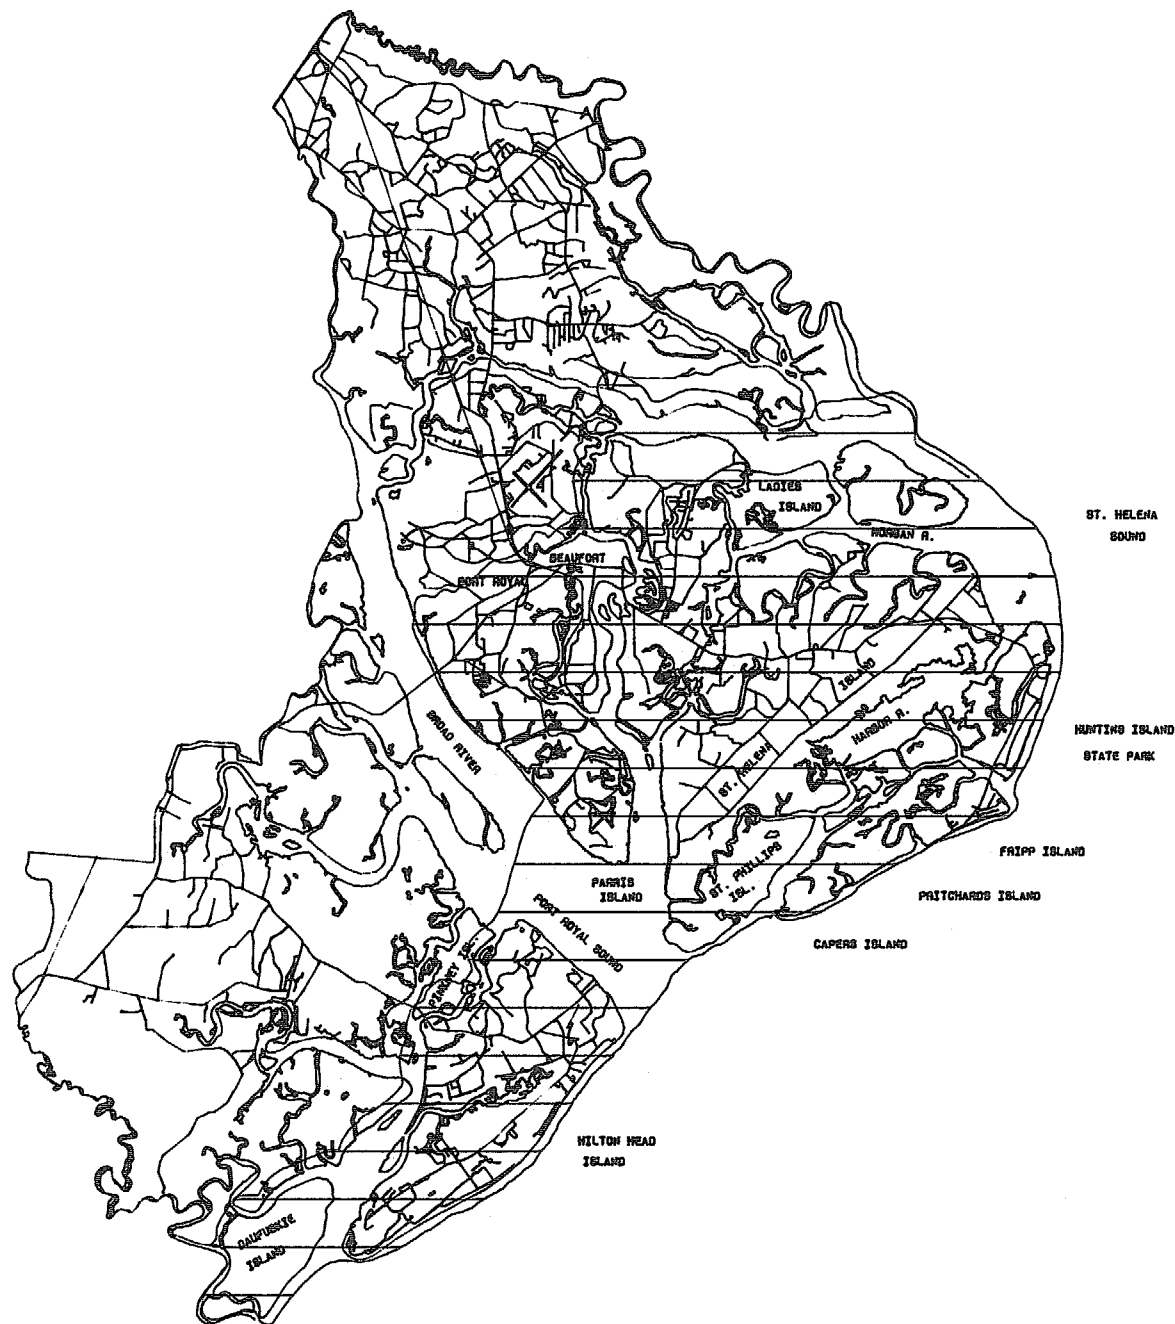 LADIES
ISLAND
ST. HELENA
SOUND
MORGAN R.
BEAUFORT
PORT ROYAL
ISLAND
HARBOR R.
BROAD RIVER
HUNTING ISLAND
STATE PARK
ST. HELENA
FRIPP ISLAND
ST. PHILLIPS
ISL.
PARRIS
ISLAND
PRITCHARDS ISLAND
PORT ROYAL SOUND
CAPERS ISLAND
PINKNEY IS.
HILTON HEAD
ISLAND
DAUFUSKIE
ISLAND